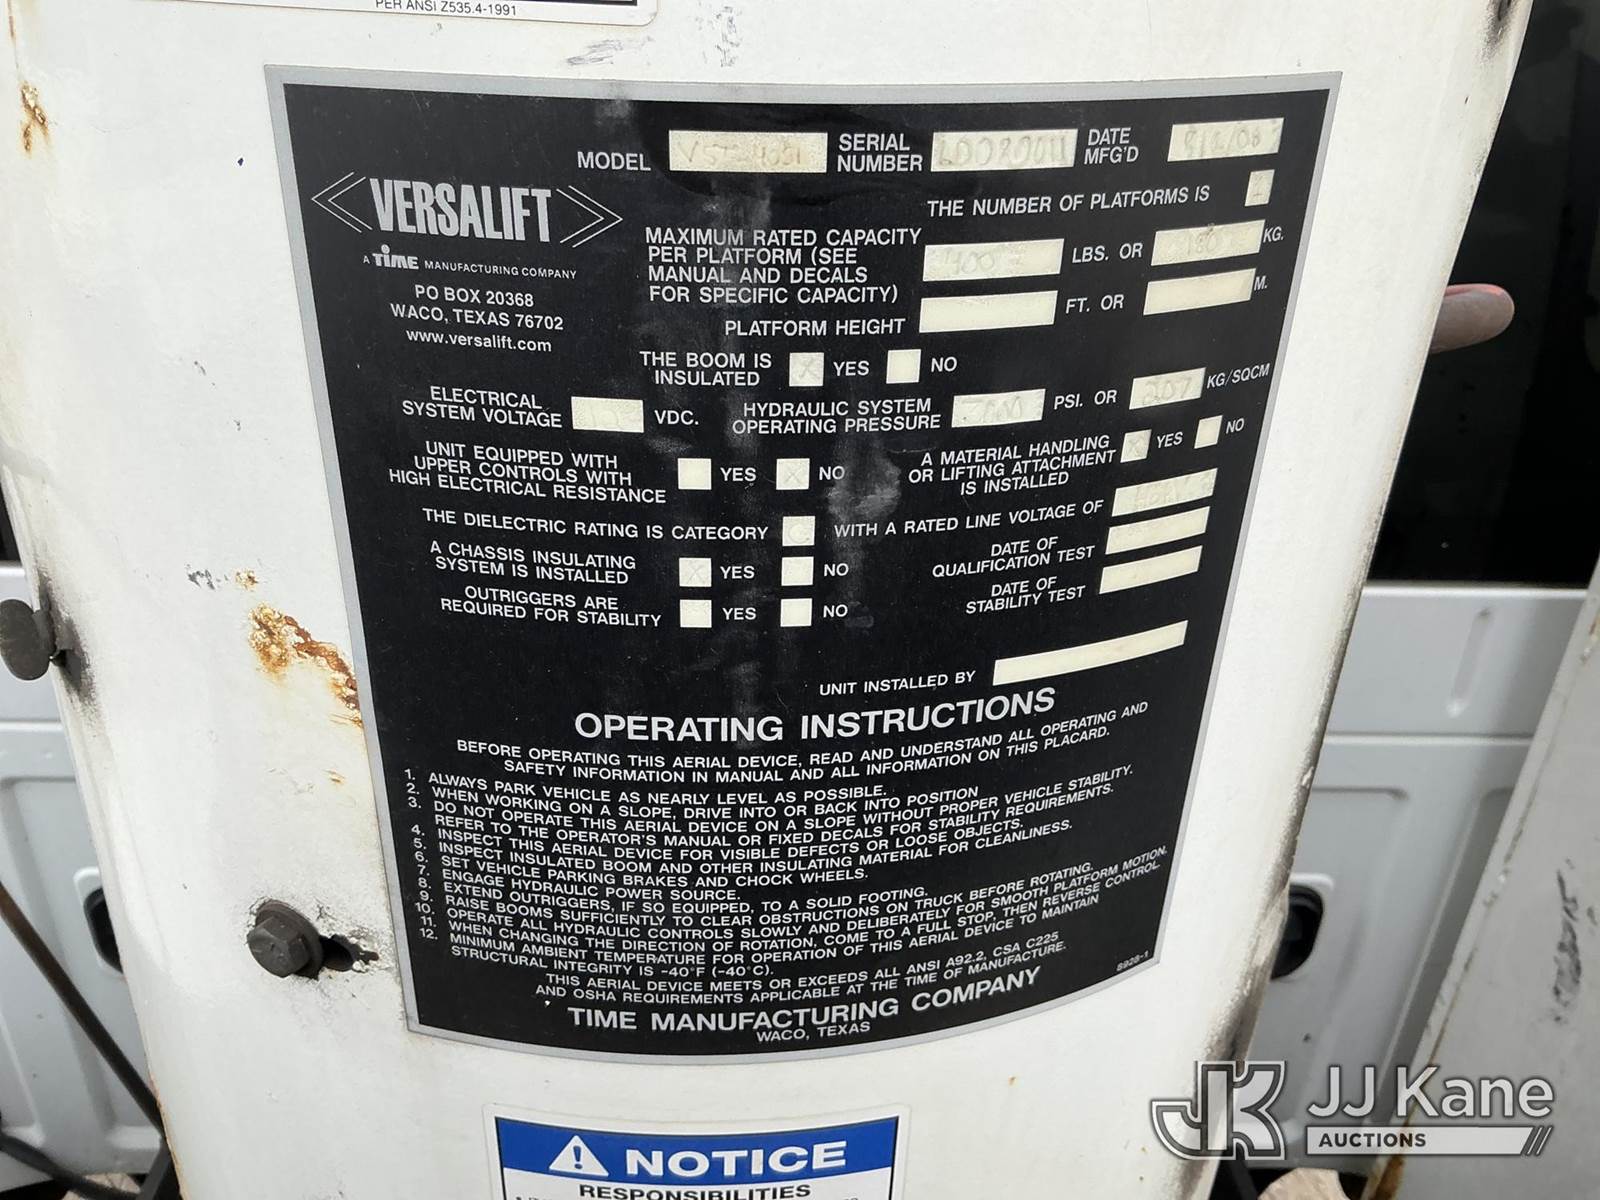 PER ANSI Z535.4-1991
MODEL
SERIAL NUMBER
DATE MFG'D
VERSALIFT
A TIME MANUFACTURING COMPANY
PO BOX 20368
WACO, TEXAS 76702
www.versalift.com
THE NUMBER OF PLATFORMS IS
MAXIMUM RATED CAPACITY
PER PLATFORM (SEE
MANUAL AND DECALS
FOR SPECIFIC CAPACITY)
LBS. OR
KG.
PLATFORM HEIGHT
FT. OR
M.
THE BOOM IS
INSULATED
X YES
NO
ELECTRICAL
SYSTEM VOLTAGE
12 VDC.
HYDRAULIC SYSTEM
OPERATING PRESSURE
PSI. OR
207 KG/SQCM
UNIT EQUIPPED WITH
UPPER CONTROLS WITH
HIGH ELECTRICAL RESISTANCE
YES
X NO
A MATERIAL HANDLING
OR LIFTING ATTACHMENT
IS INSTALLED
X YES
NO
THE DIELECTRIC RATING IS CATEGORY C WITH A RATED LINE VOLTAGE OF
A CHASSIS INSULATING
SYSTEM IS INSTALLED
X YES
NO
DATE OF
QUALIFICATION TEST
OUTRIGGERS ARE
REQUIRED FOR STABILITY
YES
NO
DATE OF
STABILITY TEST
UNIT INSTALLED BY
OPERATING INSTRUCTIONS
BEFORE OPERATING THIS AERIAL DEVICE, READ AND UNDERSTAND ALL OPERATING AND
SAFETY INFORMATION IN MANUAL AND ALL INFORMATION ON THIS PLACARD.
1. ALWAYS PARK VEHICLE AS NEARLY LEVEL AS POSSIBLE.
2. WHEN WORKING ON A SLOPE, DRIVE INTO OR BACK INTO POSITION
3. DO NOT OPERATE THIS AERIAL DEVICE ON A SLOPE WITHOUT PROPER VEHICLE STABILITY.
REFER TO THE OPERATOR'S MANUAL OR FIXED DECALS FOR STABILITY REQUIREMENTS.
4. INSPECT THIS AERIAL DEVICE FOR VISIBLE DEFECTS OR LOOSE OBJECTS.
5. INSPECT INSULATED BOOM AND OTHER INSULATING MATERIAL FOR CLEANLINESS.
6. SET VEHICLE PARKING BRAKES AND CHOCK WHEELS.
7. ENGAGE HYDRAULIC POWER SOURCE.
8. EXTEND OUTRIGGERS, IF SO EQUIPPED, TO A SOLID FOOTING.
9. RAISE BOOMS SUFFICIENTLY TO CLEAR OBSTRUCTIONS ON TRUCK BEFORE ROTATING.
10. OPERATE ALL HYDRAULIC CONTROLS SLOWLY AND DELIBERATELY FOR SMOOTH PLATFORM MOTION.
11. WHEN CHANGING THE DIRECTION OF ROTATION, COME TO A FULL STOP, THEN REVERSE CONTROL.
12. MINIMUM AMBIENT TEMPERATURE FOR OPERATION OF THIS AERIAL DEVICE TO MAINTAIN
STRUCTURAL INTEGRITY IS -40°F (-40°C).
THIS AERIAL DEVICE MEETS OR EXCEEDS ALL ANSI A92.2, CSA C225
AND OSHA REQUIREMENTS APPLICABLE AT THE TIME OF MANUFACTURE.
8928-1
TIME MANUFACTURING COMPANY
WACO, TEXAS
NOTICE
RESPONSIBILITIES
JK JJ Kane
AUCTIONS